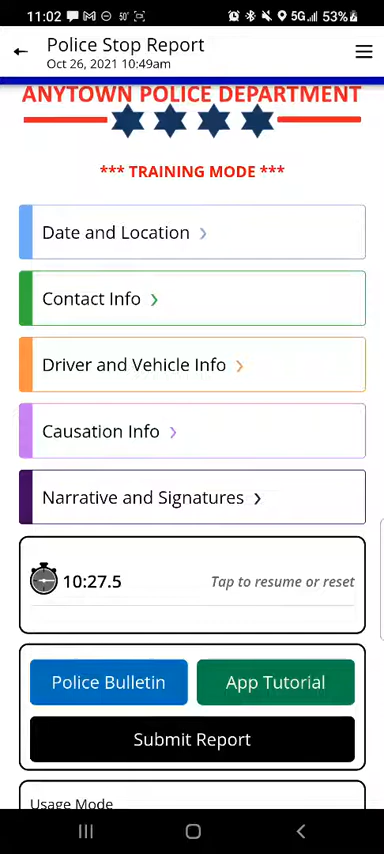 11:02
50°
5G
53%
Police Stop Report
Oct 26, 2021 10:49am
ANYTOWN POLICE DEPARTMENT
*** TRAINING MODE ***
Date and Location
Contact Info
Driver and Vehicle Info
Causation Info
Narrative and Signatures
10:27.5 Tap to resume or reset
Police Bulletin
App Tutorial
Submit Report
Usage Mode